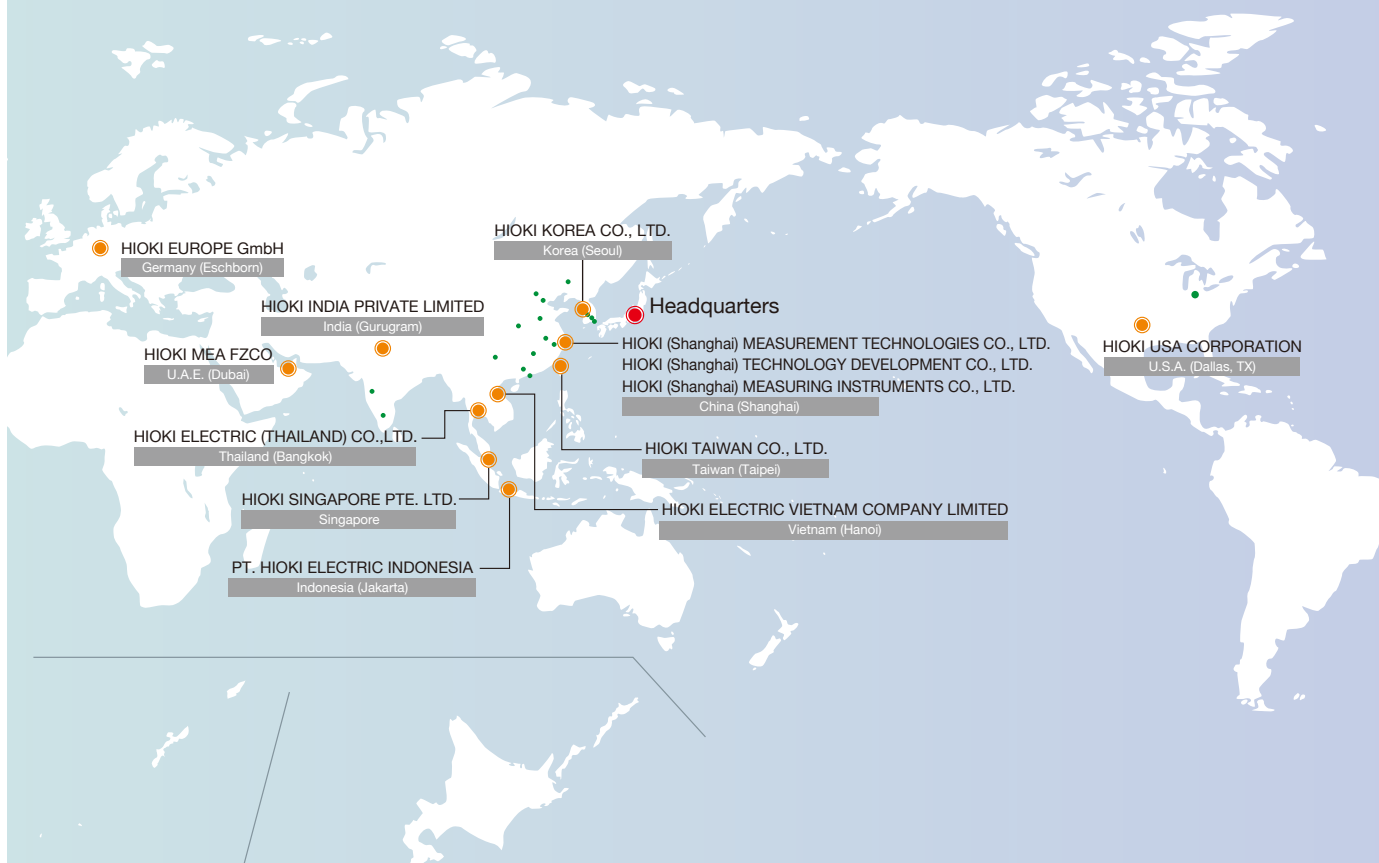 HIOKI KOREA CO., LTD.
Korea (Seoul)
HIOKI EUROPE GmbH
Germany (Eschborn)
HIOKI INDIA PRIVATE LIMITED
India (Gurugram)
Headquarters
HIOKI MEA FZCO
U.A.E. (Dubai)
HIOKI (Shanghai) MEASUREMENT TECHNOLOGIES CO., LTD.
HIOKI (Shanghai) TECHNOLOGY DEVELOPMENT CO., LTD.
HIOKI (Shanghai) MEASURING INSTRUMENTS CO., LTD.
China (Shanghai)
HIOKI USA CORPORATION
U.S.A. (Dallas, TX)
HIOKI ELECTRIC (THAILAND) CO.,LTD.
Thailand (Bangkok)
HIOKI TAIWAN CO., LTD.
Taiwan (Taipei)
HIOKI SINGAPORE PTE. LTD.
Singapore
HIOKI ELECTRIC VIETNAM COMPANY LIMITED
Vietnam (Hanoi)
PT. HIOKI ELECTRIC INDONESIA
Indonesia (Jakarta)